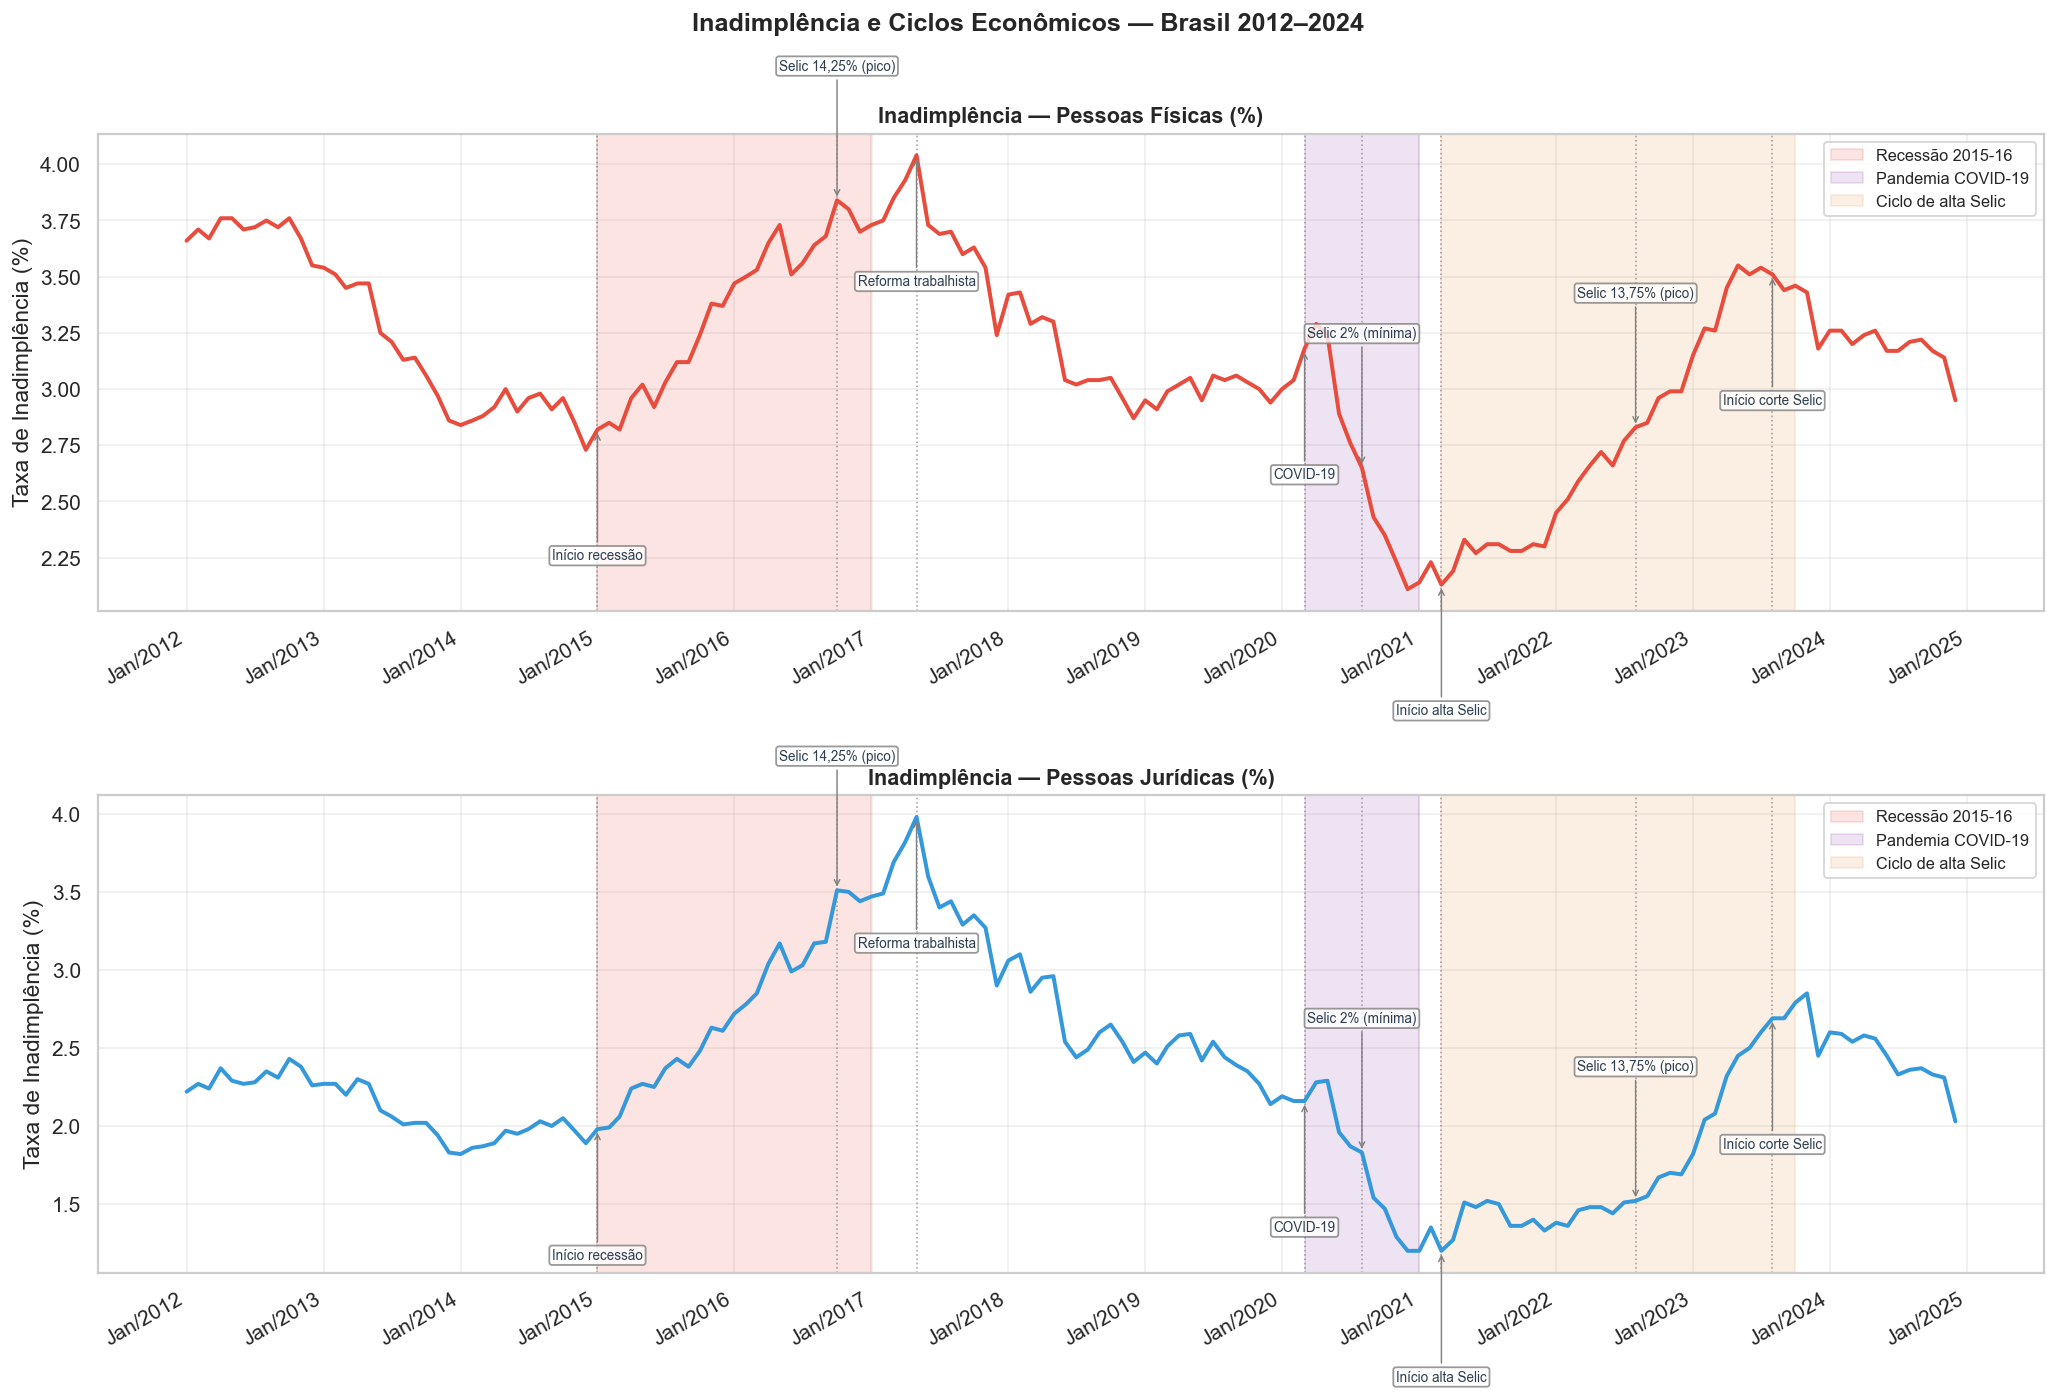 Inadimplência e Ciclos Econômicos — Brasil 2012–2024
Selic 14,25% (pico)
Inadimplência — Pessoas Físicas (%)
Taxa de Inadimplência (%)
4.00
3.75
3.50
3.25
3.00
2.75
2.50
2.25
Recessão 2015-16
Pandemia COVID-19
Ciclo de alta Selic
Reforma trabalhista
Selic 13,75% (pico)
Selic 2% (mínima)
Início corte Selic
COVID-19
Início recessão
Jan/2012
Jan/2013
Jan/2014
Jan/2015
Jan/2016
Jan/2017
Jan/2018
Jan/2019
Jan/2020
Jan/2021
Jan/2022
Jan/2023
Jan/2024
Jan/2025
Início alta Selic
Selic 14,25% (pico)
Inadimplência — Pessoas Jurídicas (%)
Taxa de Inadimplência (%)
4.0
3.5
3.0
2.5
2.0
1.5
Recessão 2015-16
Pandemia COVID-19
Ciclo de alta Selic
Reforma trabalhista
Selic 2% (mínima)
Selic 13,75% (pico)
Início corte Selic
COVID-19
Início recessão
Jan/2012
Jan/2013
Jan/2014
Jan/2015
Jan/2016
Jan/2017
Jan/2018
Jan/2019
Jan/2020
Jan/2021
Jan/2022
Jan/2023
Jan/2024
Jan/2025
Início alta Selic